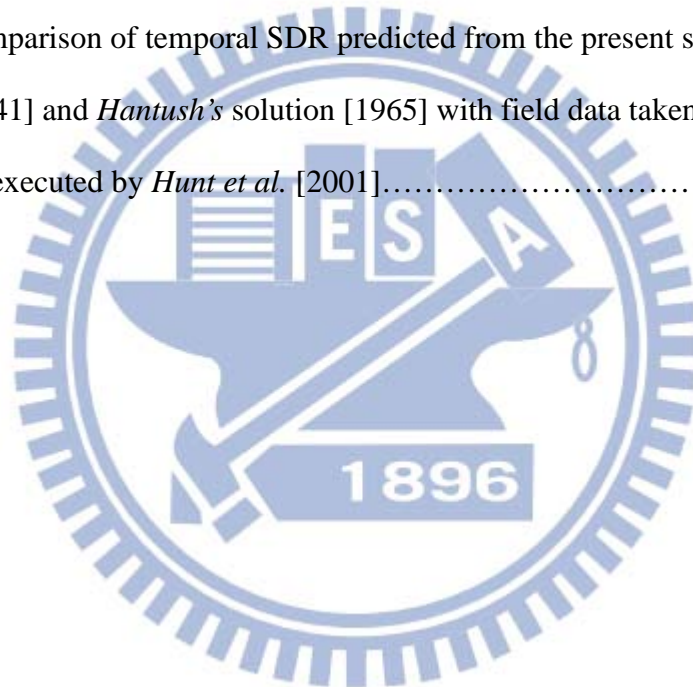 mparison of temporal SDR predicted from the present s
41] and Hantush's solution [1965] with field data taken
executed by Hunt et al. [2001]……………………………
E S A
1896